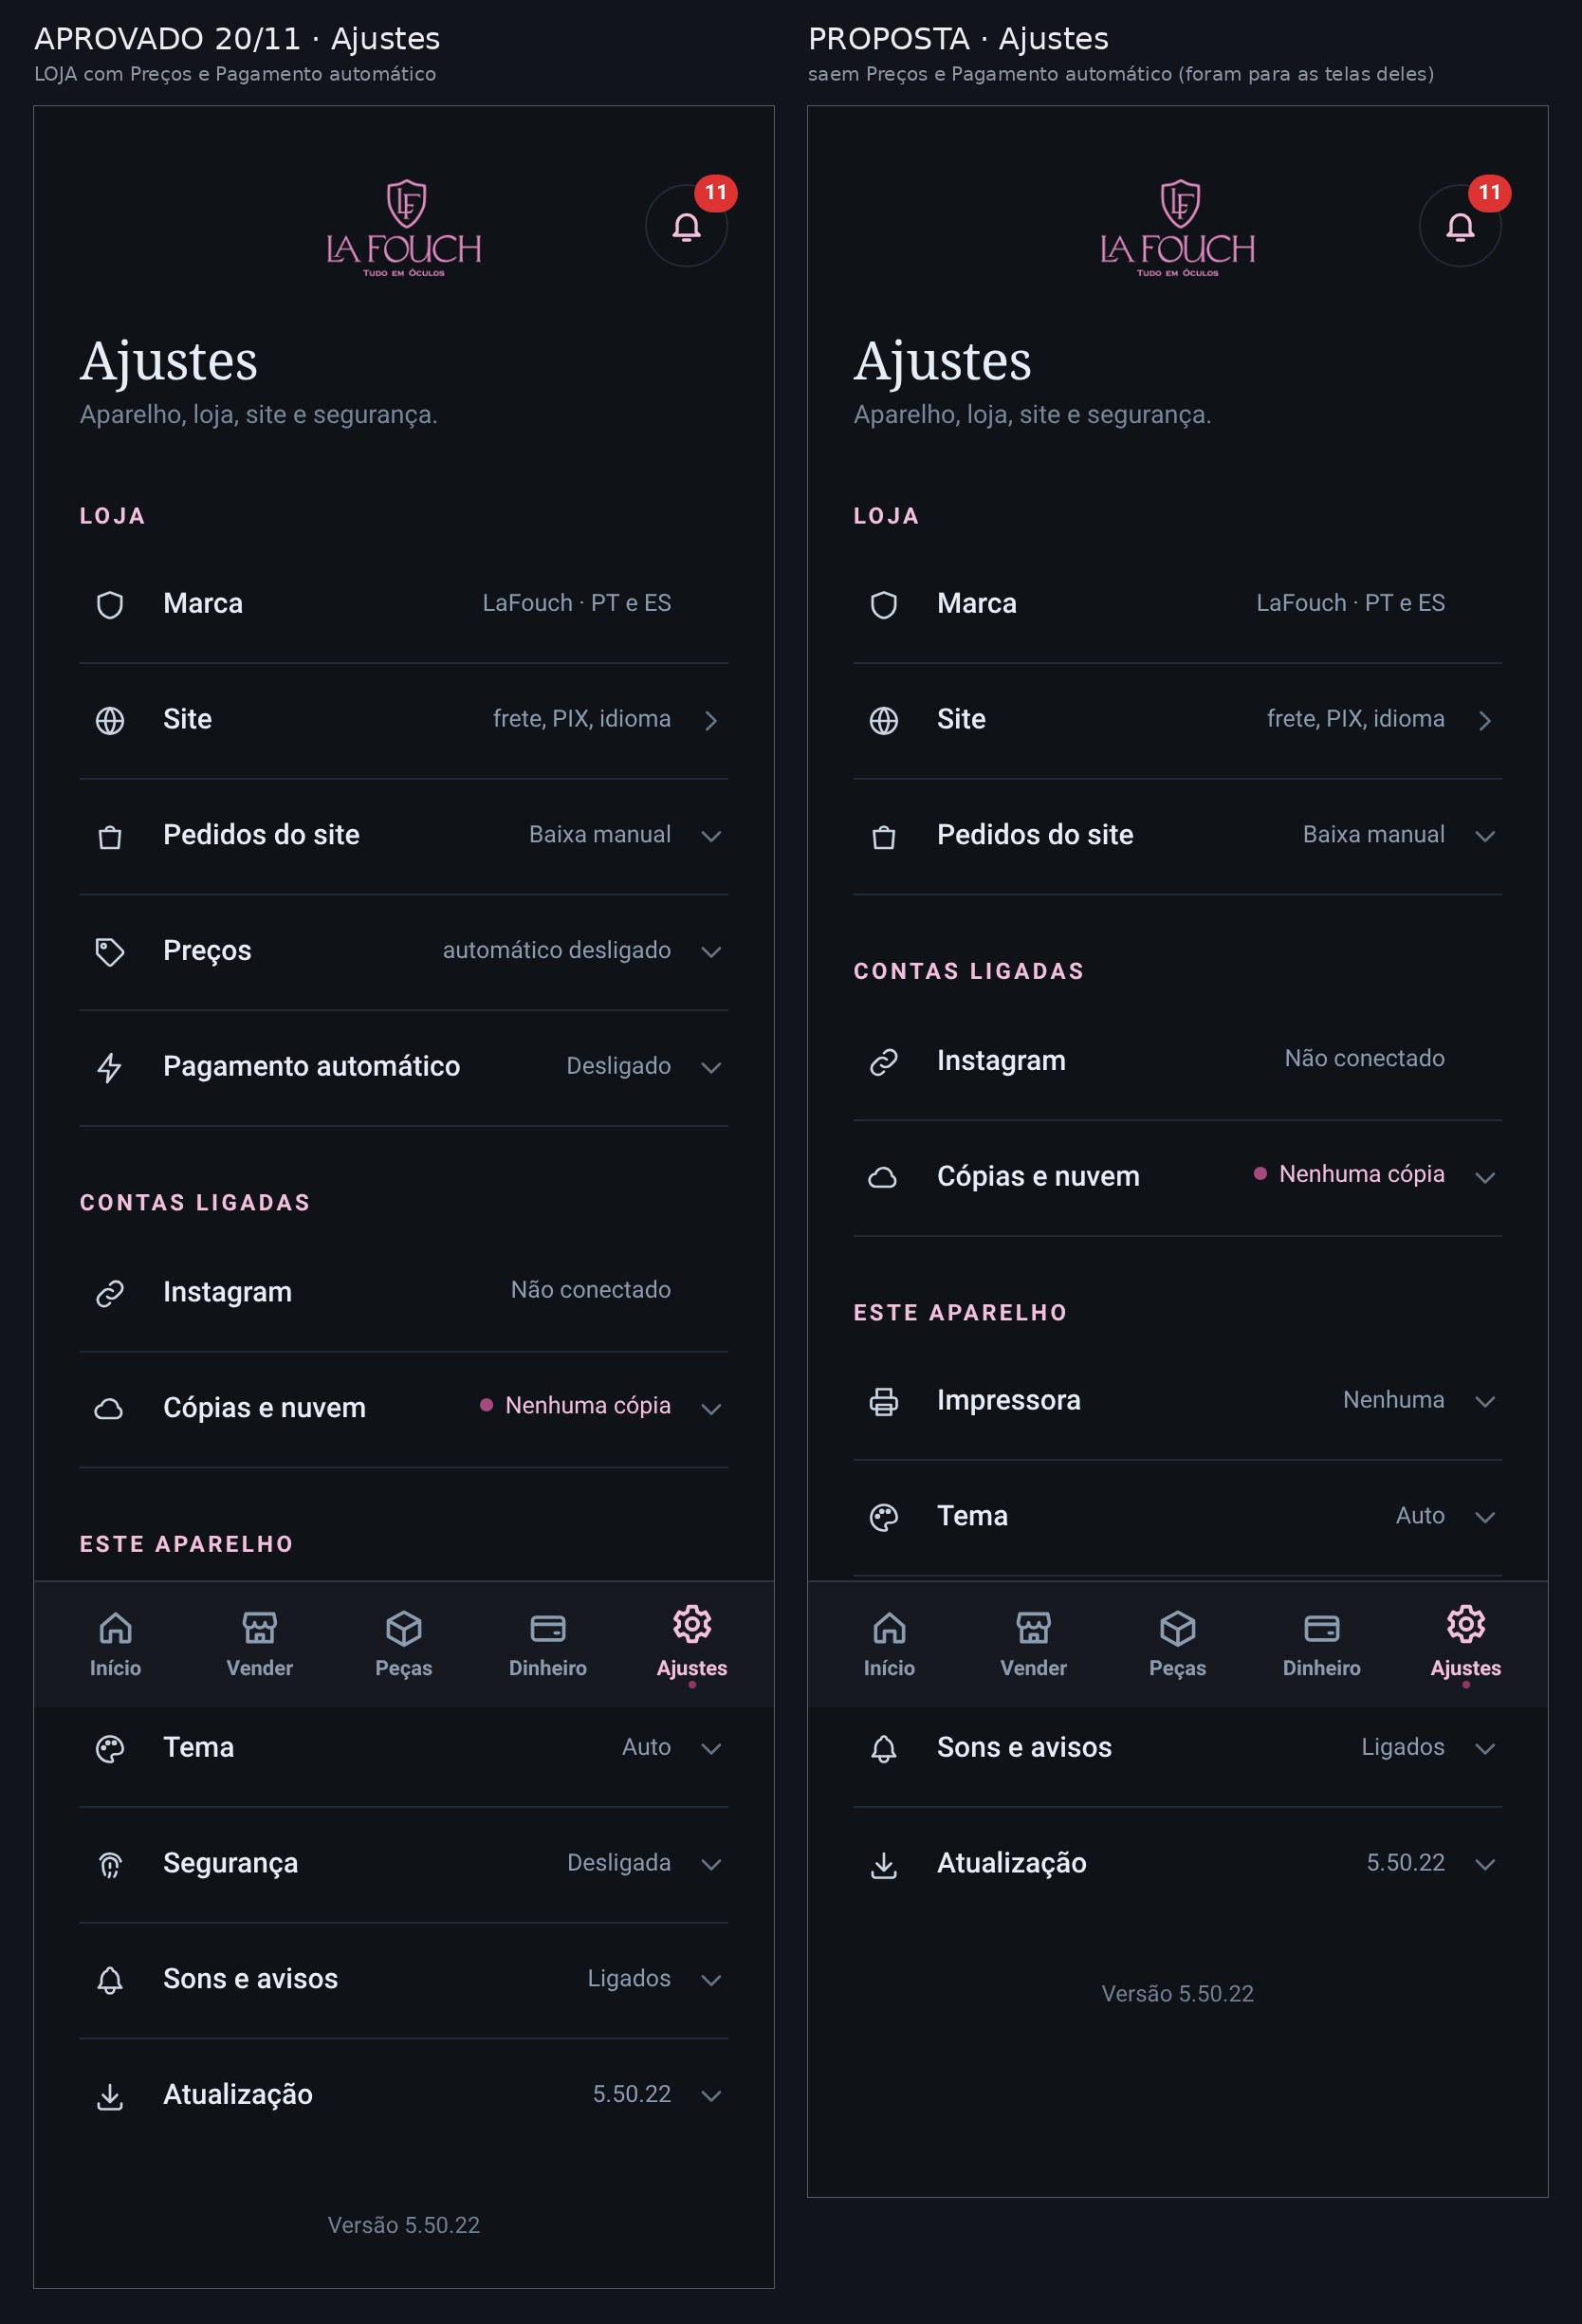 APROVADO 20/11 · Ajustes
LOJA com Preços e Pagamento automático
11
LF
LA FOUCH
TUDO EM ÓCULOS
Ajustes
Aparelho, loja, site e segurança.
LOJA
Marca LaFouch · PT e ES
Site frete, PIX, idioma
Pedidos do site Baixa manual
Preços automático desligado
Pagamento automático Desligado
CONTAS LIGADAS
Instagram Não conectado
Cópias e nuvem Nenhuma cópia
ESTE APARELHO
Início Vender Peças Dinheiro Ajustes
Tema Auto
Segurança Desligada
Sons e avisos Ligados
Atualização 5.50.22
Versão 5.50.22
PROPOSTA · Ajustes
saem Preços e Pagamento automático (foram para as telas deles)
11
LF
LA FOUCH
TUDO EM ÓCULOS
Ajustes
Aparelho, loja, site e segurança.
LOJA
Marca LaFouch · PT e ES
Site frete, PIX, idioma
Pedidos do site Baixa manual
CONTAS LIGADAS
Instagram Não conectado
Cópias e nuvem Nenhuma cópia
ESTE APARELHO
Impressora Nenhuma
Tema Auto
Início Vender Peças Dinheiro Ajustes
Sons e avisos Ligados
Atualização 5.50.22
Versão 5.50.22